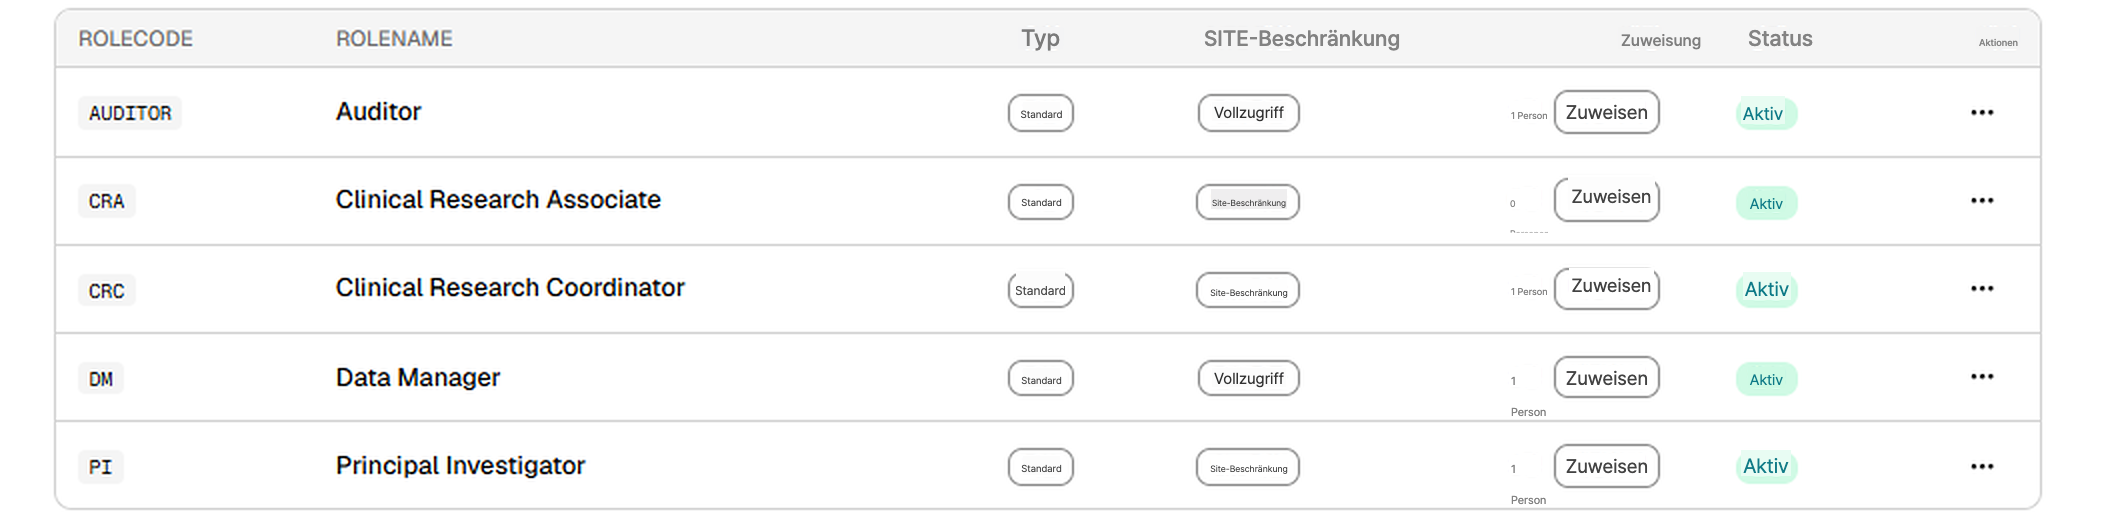 ROLECODE ROLENAME Typ SITE-Beschränkung Zuweisung Status Aktionen
AUDITOR Auditor Standard Vollzugriff 1 Person Zuweisen Aktiv
CRA Clinical Research Associate Standard Site-Beschränkung 0 Zuweisen Aktiv
CRC Clinical Research Coordinator Standard Site-Beschränkung 1 Person Zuweisen Aktiv
DM Data Manager Standard Vollzugriff 1 Zuweisen Aktiv
Person
PI Principal Investigator Standard Site-Beschränkung 1 Zuweisen Aktiv
Person